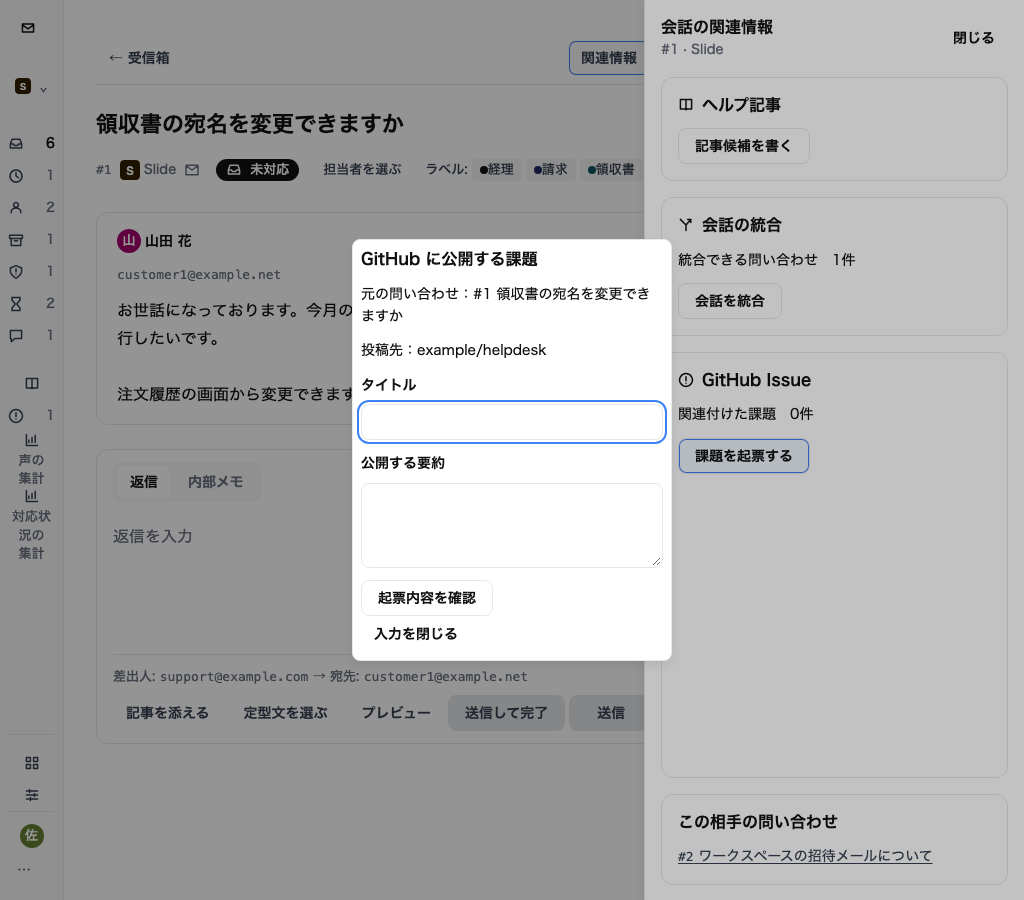 S
6
1
2
1
1
2
1
1
声の
集計
対応状
況の
集計
佐
…
← 受信箱
関連情報
領収書の宛名を変更できますか
#1
S Slide
未対応
担当者を選ぶ
ラベル:
経理
請求
領収書
山 山田 花
customer1@example.net
お世話になっております。今月の
行したいです。
注文履歴の画面から変更できます
返信
内部メモ
返信を入力
差出人: support@example.com → 宛先: customer1@example.net
記事を添える
定型文を選ぶ
プレビュー
送信して完了
送信
GitHub に公開する課題
元の問い合わせ：#1 領収書の宛名を変更でき
ますか
投稿先：example/helpdesk
タイトル
公開する要約
起票内容を確認
入力を閉じる
会話の関連情報
#1 · Slide
閉じる
ヘルプ記事
記事候補を書く
会話の統合
統合できる問い合わせ 1件
会話を統合
GitHub Issue
関連付けた課題 0件
課題を起票する
この相手の問い合わせ
#2 ワークスペースの招待メールについて